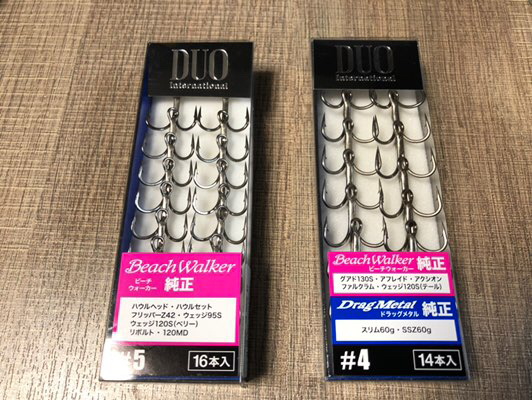 DUO
International
Beach Walker
ビーチ
ウォーカー
純正
ハウルヘッド・ハウルセット
フリッパーZ42・ウェッジ95S
ウェッジ120S(ベリー)
リボルト・120MD
#5
16本入
DUO
International
Beach Walker
ビーチウォーカー
純正
グアド130S・アフレイド・アクシオン
ファルクラム・ウェッジ120S(テール)
Drag Metal
ドラッグメタル
純正
スリム60g・SSZ60g
#4
14本入